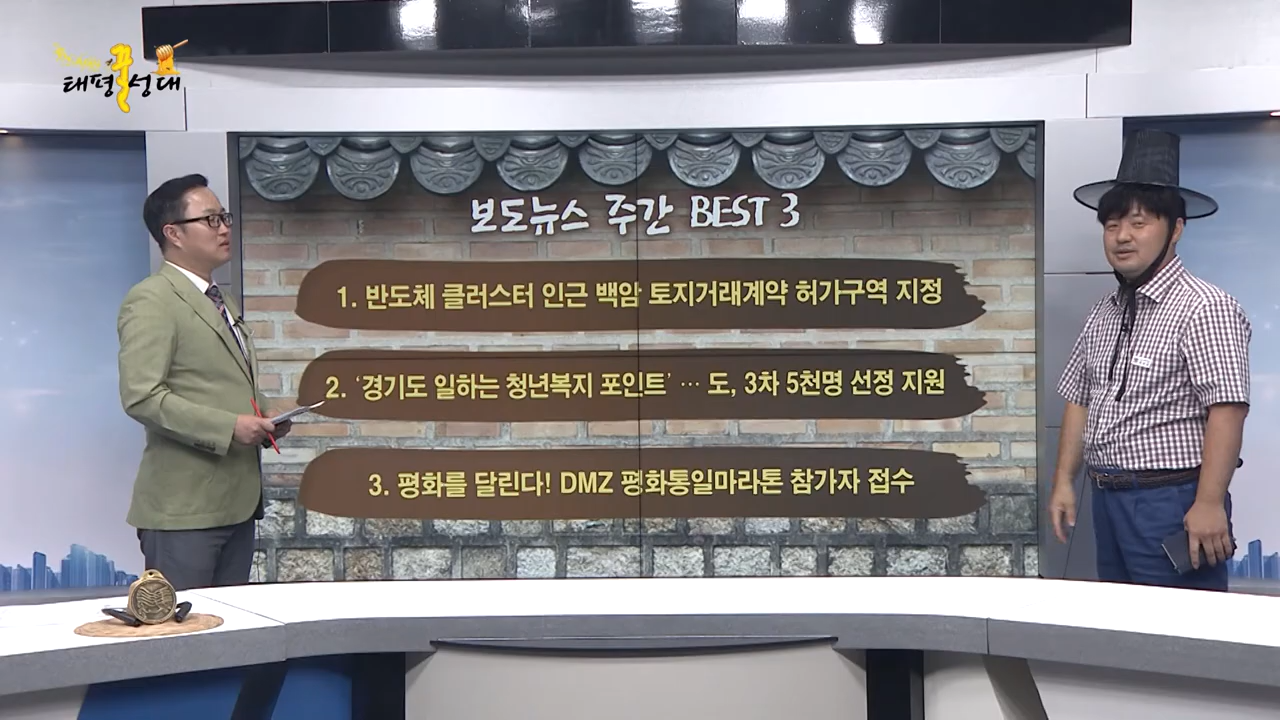 태평꿀성대
보도뉴스 주간 BEST 3
1. 반도체 클러스터 인근 백암 토지거래계약 허가구역 지정
2. ‘경기도 일하는 청년복지 포인트’ … 도, 3차 5천명 선정 지원
3. 평화를 달린다! DMZ 평화통일마라톤 참가자 접수